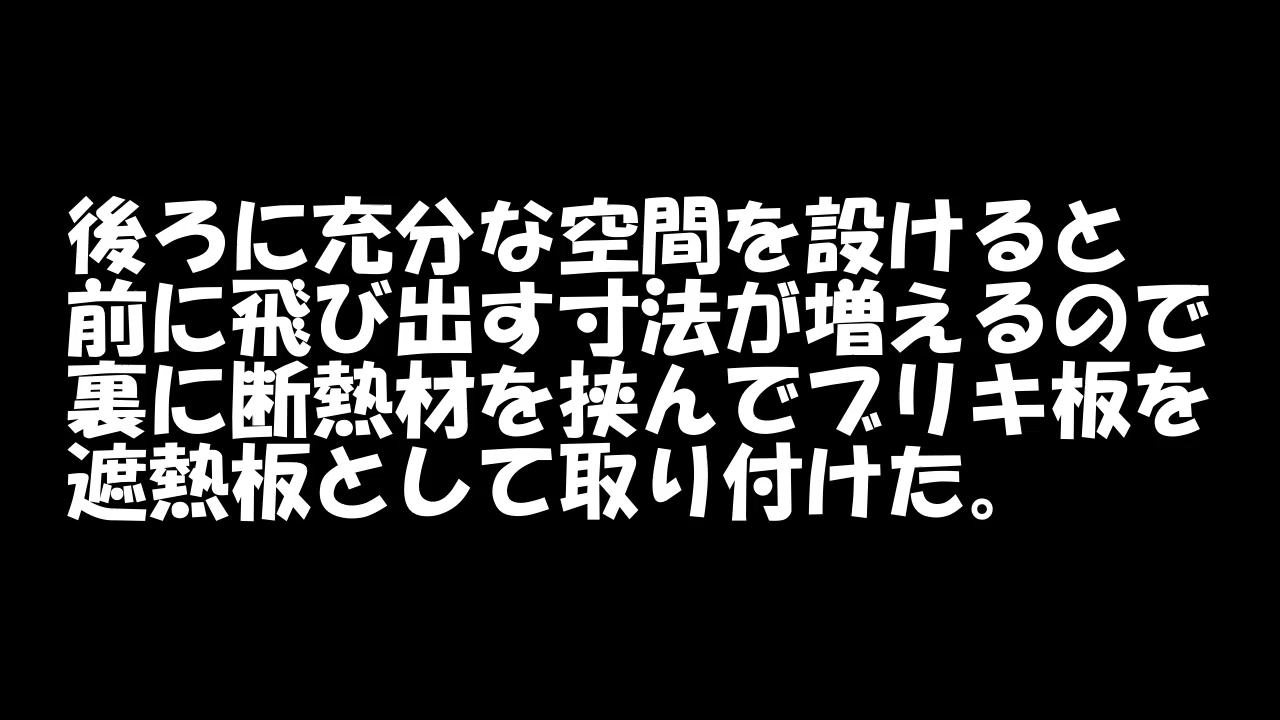 後ろに充分な空間を設けると
前に飛び出す寸法が増えるので
裏に断熱材を挟んでブリキ板を
遮熱板として取り付けた。